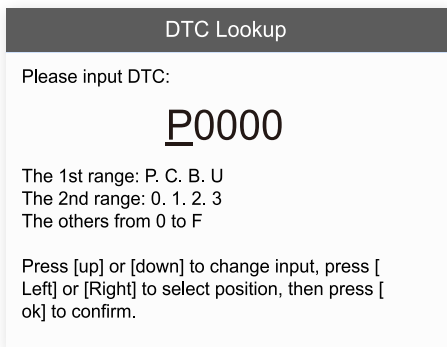 DTC Lookup
Please input DTC:
P0000
The 1st range: P. C. B. U
The 2nd range: 0. 1. 2. 3
The others from 0 to F
Press [up] or [down] to change input, press [
Left] or [Right] to select position, then press [
ok] to confirm.